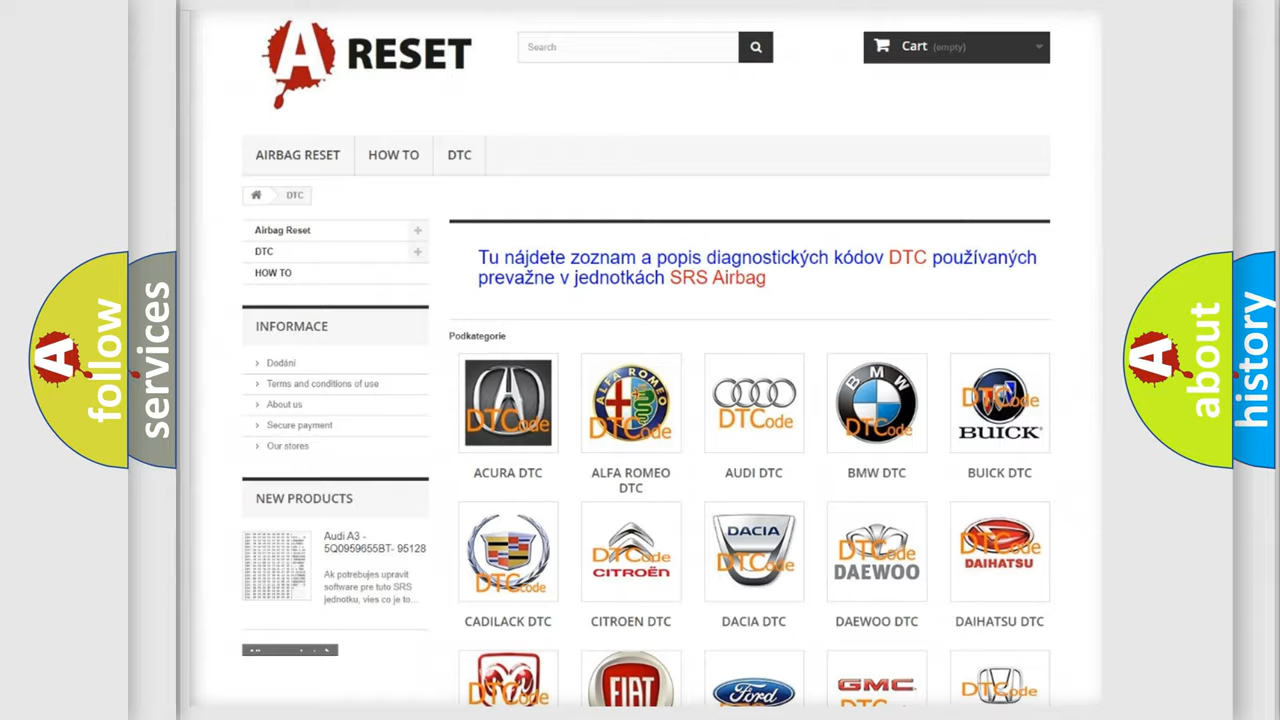 A RESET
Search
Cart (empty)
AIRBAG RESET
HOW TO
DTC
DTC
Airbag Reset
DTC
HOW TO
INFORMACE
Dodání
Terms and conditions of use
About us
Secure payment
Our stores
NEW PRODUCTS
Audi A3 -
5Q0959655BT- 95128
Ak potrebujes upravit
software pre tuto SRS
jednotku, vies co je to...
Tu nájdete zoznam a popis diagnostických kódov DTC používaných
prevažne v jednotkách SRS Airbag
Podkategorie
DTCode
ALFA ROMEO
DTCode
DTCode
BMW
DTCode
DTCode
BUICK
ACURA DTC
ALFA ROMEO
DTC
AUDI DTC
BMW DTC
BUICK DTC
DTCode
DTCode
CITROËN
DACIA
DTCode
DTCode
DAEWOO
DTCode
DAIHATSU
CADILACK DTC
CITROEN DTC
DACIA DTC
DAEWOO DTC
DAIHATSU DTC
DTCode
FIAT
Ford
GMC
DTCode
A follow
services
A about
history